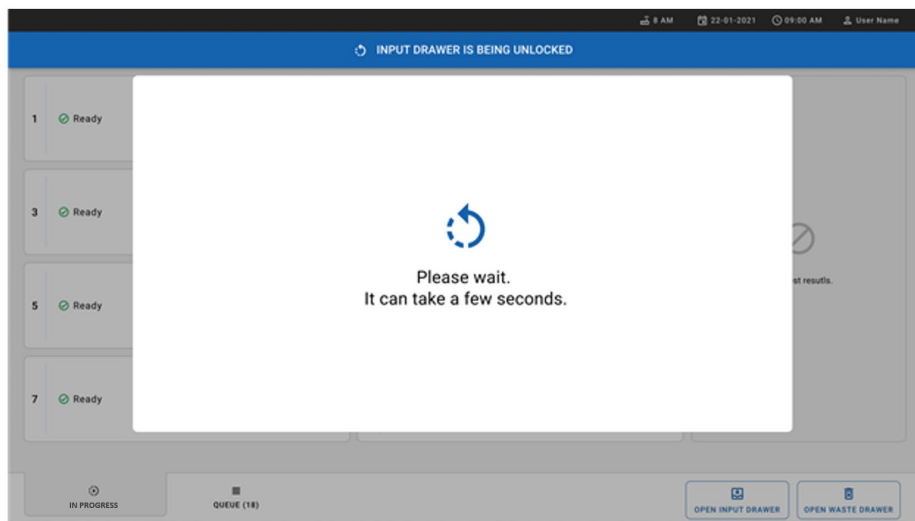 8 AM 22-01-2021 09:00 AM User Name
INPUT DRAWER IS BEING UNLOCKED
1 Ready
3 Ready
Please wait.
It can take a few seconds.
st resutls.
5 Ready
7 Ready
IN PROGRESS QUEUE (18) OPEN INPUT DRAWER OPEN WASTE DRAWER